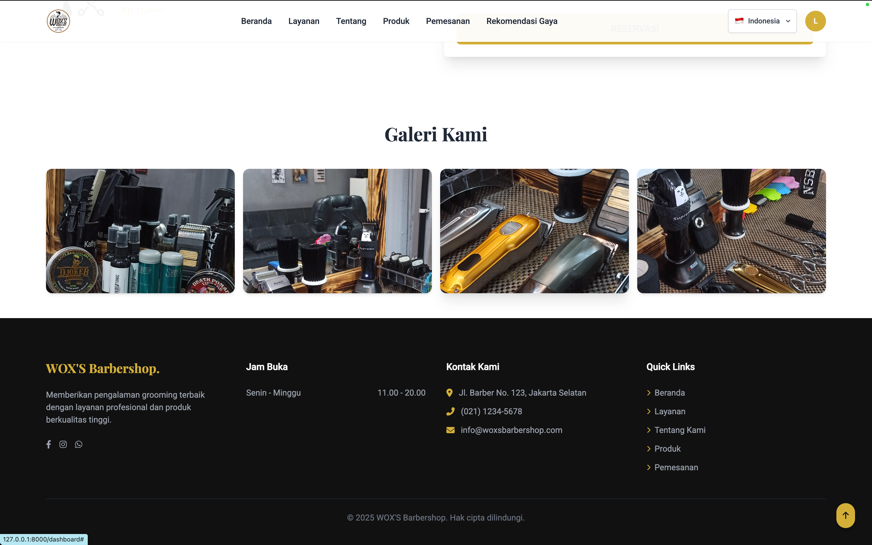 WOX'S
Beranda
Layanan
Tentang
Produk
Pemesanan
Rekomendasi Gaya
Indonesia
L
RESERVASI
Galeri Kami
NSB
WOX'S Barbershop.
Memberikan pengalaman grooming terbaik
dengan layanan profesional dan produk
berkualitas tinggi.
Jam Buka
Senin - Minggu 11.00 - 20.00
Kontak Kami
Jl. Barber No. 123, Jakarta Selatan
(021) 1234-5678
info@woxsbarbershop.com
Quick Links
Beranda
Layanan
Tentang Kami
Produk
Pemesanan
© 2025 WOX'S Barbershop. Hak cipta dilindungi.
127.0.0.1:8000/dashboard#